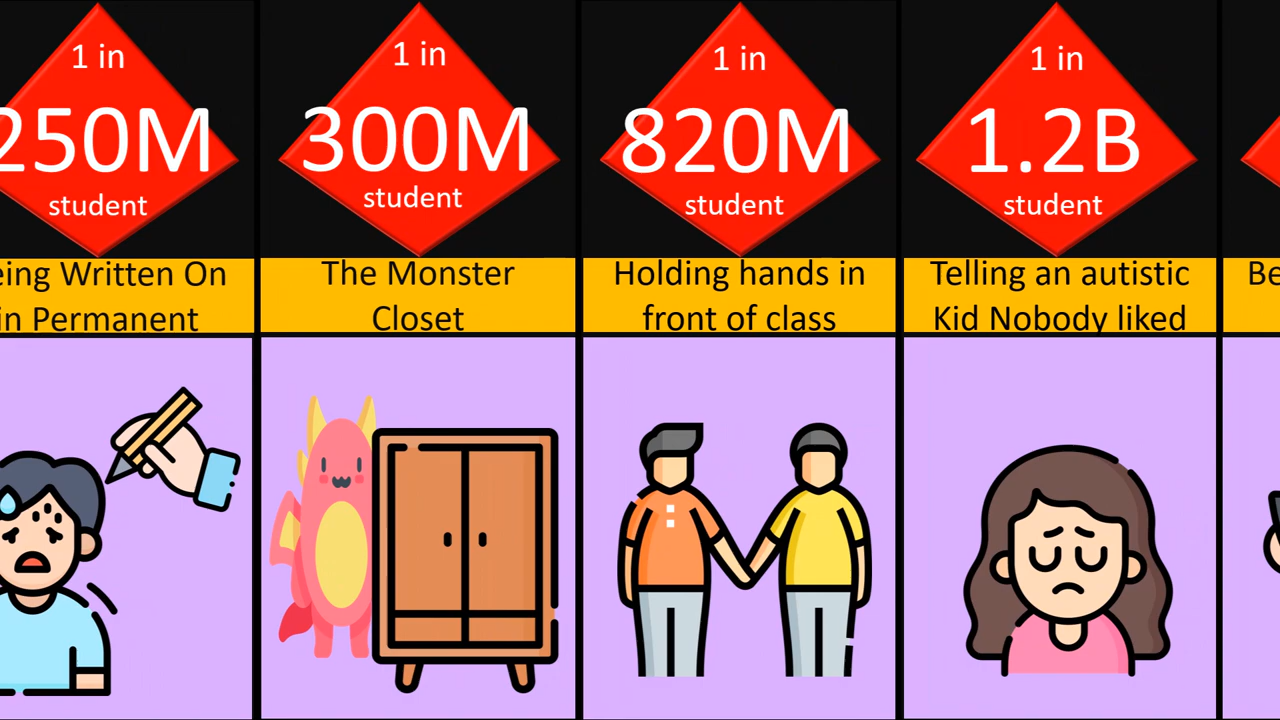 1 in
250M
student
eing Written On
in Permanent
1 in
300M
student
The Monster
Closet
1 in
820M
student
Holding hands in
front of class
1 in
1.2B
student
Telling an autistic
Kid Nobody liked
Be